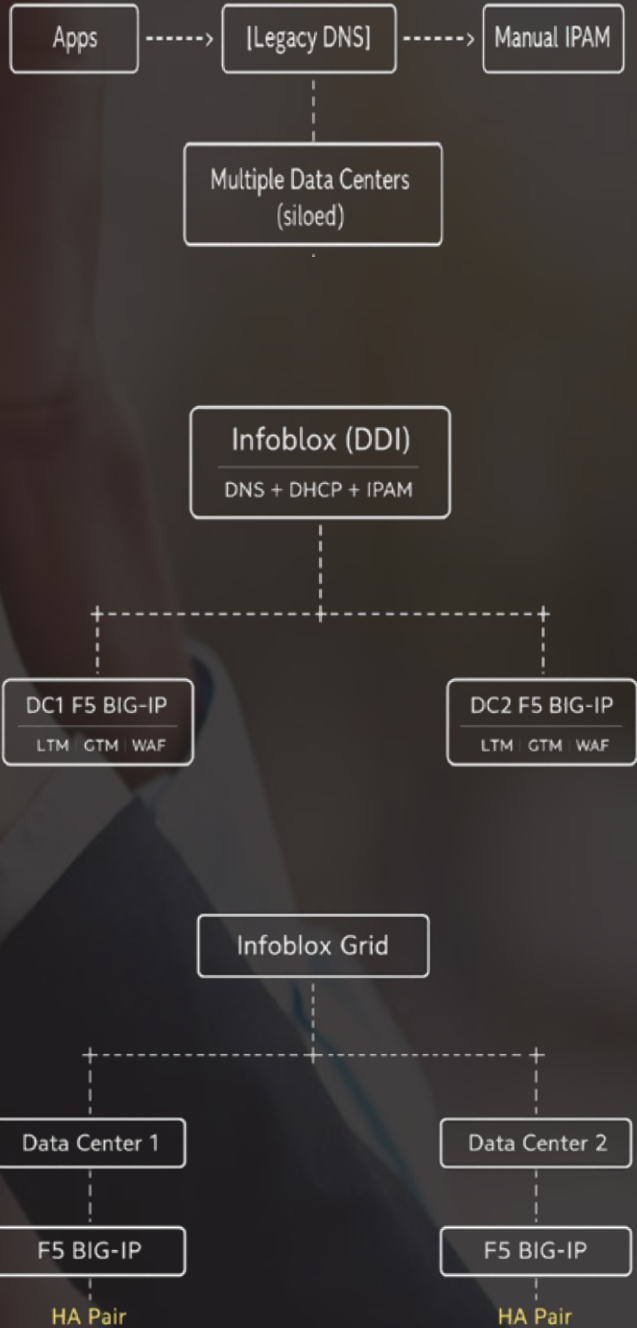 Apps
[Legacy DNS]
Manual IPAM
Multiple Data Centers
(siloed)
Infoblox (DDI)
DNS + DHCP + IPAM
DC1 F5 BIG-IP
LTM | GTM | WAF
DC2 F5 BIG-IP
LTM | GTM | WAF
Infoblox Grid
Data Center 1
Data Center 2
F5 BIG-IP
F5 BIG-IP
HA Pair
HA Pair